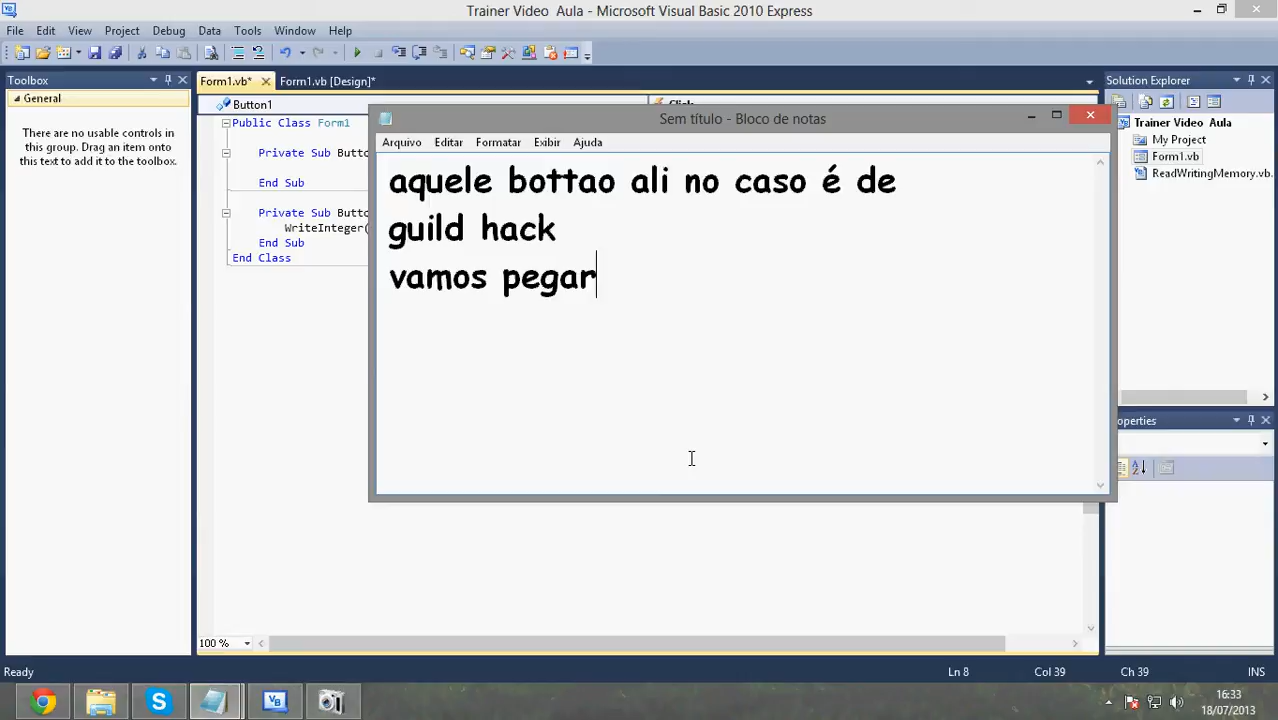 Trainer Video Aula - Microsoft Visual Basic 2010 Express
File Edit View Project Debug Data Tools Window Help
Toolbox
General
There are no usable controls in
this group. Drag an item onto
this text to add it to the toolbox.
Form1.vb*
Form1.vb [Design]*
Button1
Click
Public Class Form1
Private Sub Butto
End Sub
Private Sub Butto
WriteInteger(
End Sub
End Class
Sem título - Bloco de notas
Arquivo Editar Formatar Exibir Ajuda
aquele bottao ali no caso é de
guild hack
vamos pegar
Solution Explorer
Trainer Video Aula
My Project
Form1.vb
ReadWritingMemory.vb
operties
100 %
Ready
Ln 8
Col 39
Ch 39
INS
16:33
18/07/2013